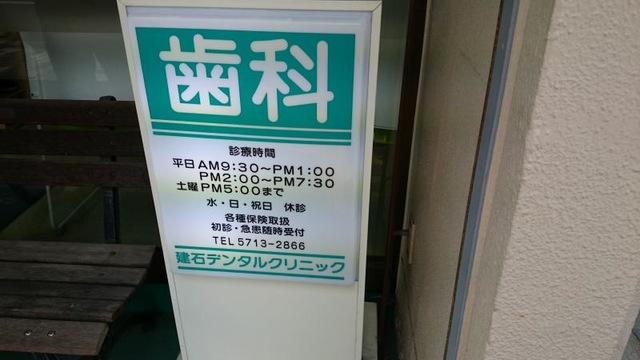 歯科
診療時間
平日AM9:30～PM1:00
PM2:00～PM7:30
土曜PM5:00まで
水・日・祝日 休診
各種保険取扱
初診・急患随時受付
TEL 5713-2866
建石デンタルクリニック